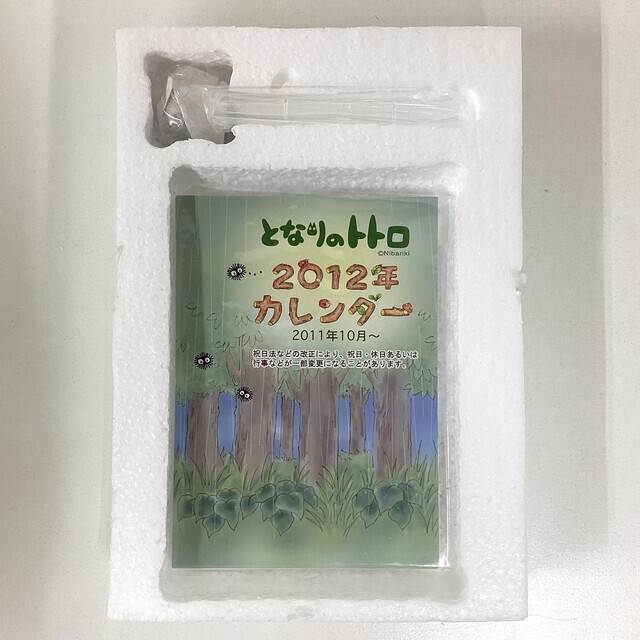 となりのトトロ
©Nibariki
2012年
カレンダー
2011年10月～
祝日法などの改正により、祝日・休日あるいは
行事などが一部変更になることがあります。